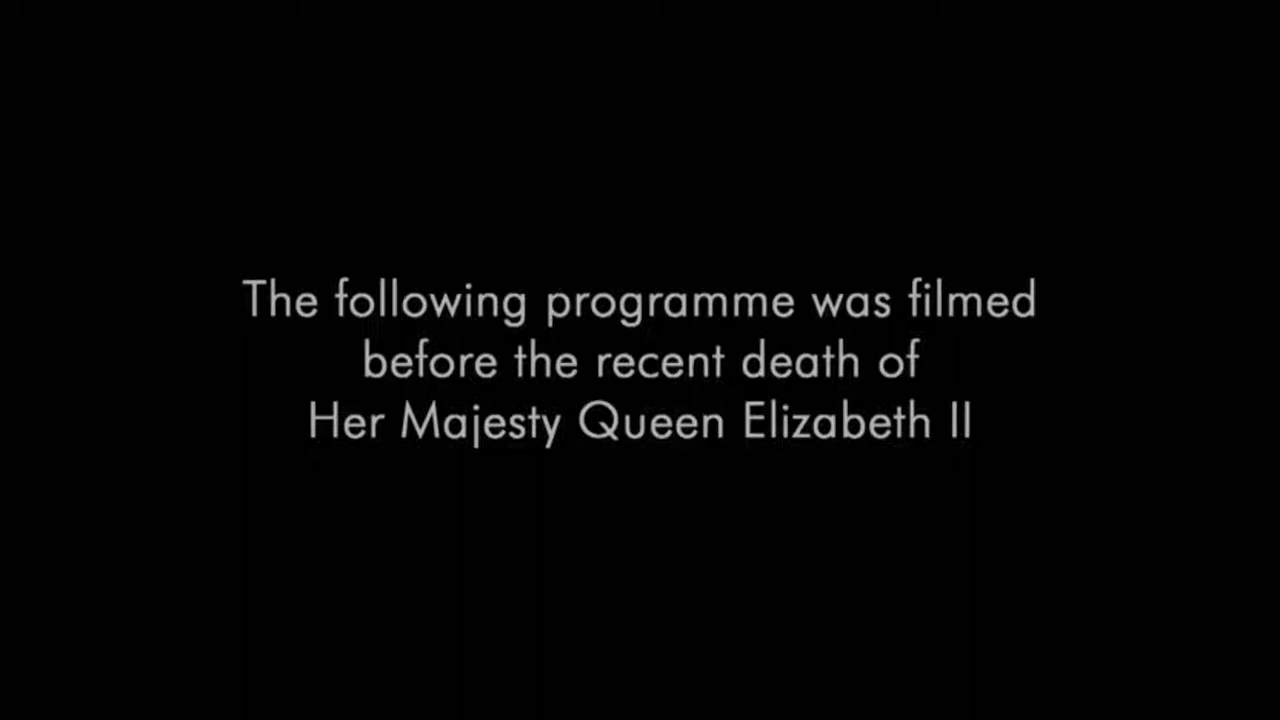 The following programme was filmed
before the recent death of
Her Majesty Queen Elizabeth II